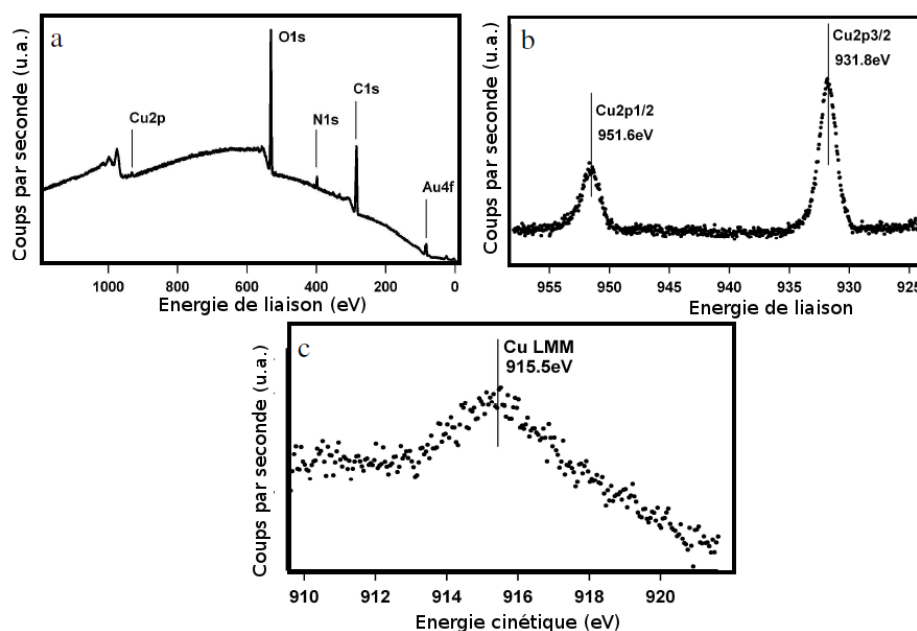 a
Coups par seconde (u.a.)
O1s
C1s
N1s
Cu2p
Au4f
1000 800 600 400 200 0
Energie de liaison (eV)
b
Coups par seconde (u.a.)
Cu2p3/2
931.8eV
Cu2p1/2
951.6eV
955 950 945 940 935 930 925
Energie de liaison
c
Coups par seconde (u.a.)
Cu LMM
915.5eV
910 912 914 916 918 920
Energie cinétique (eV)